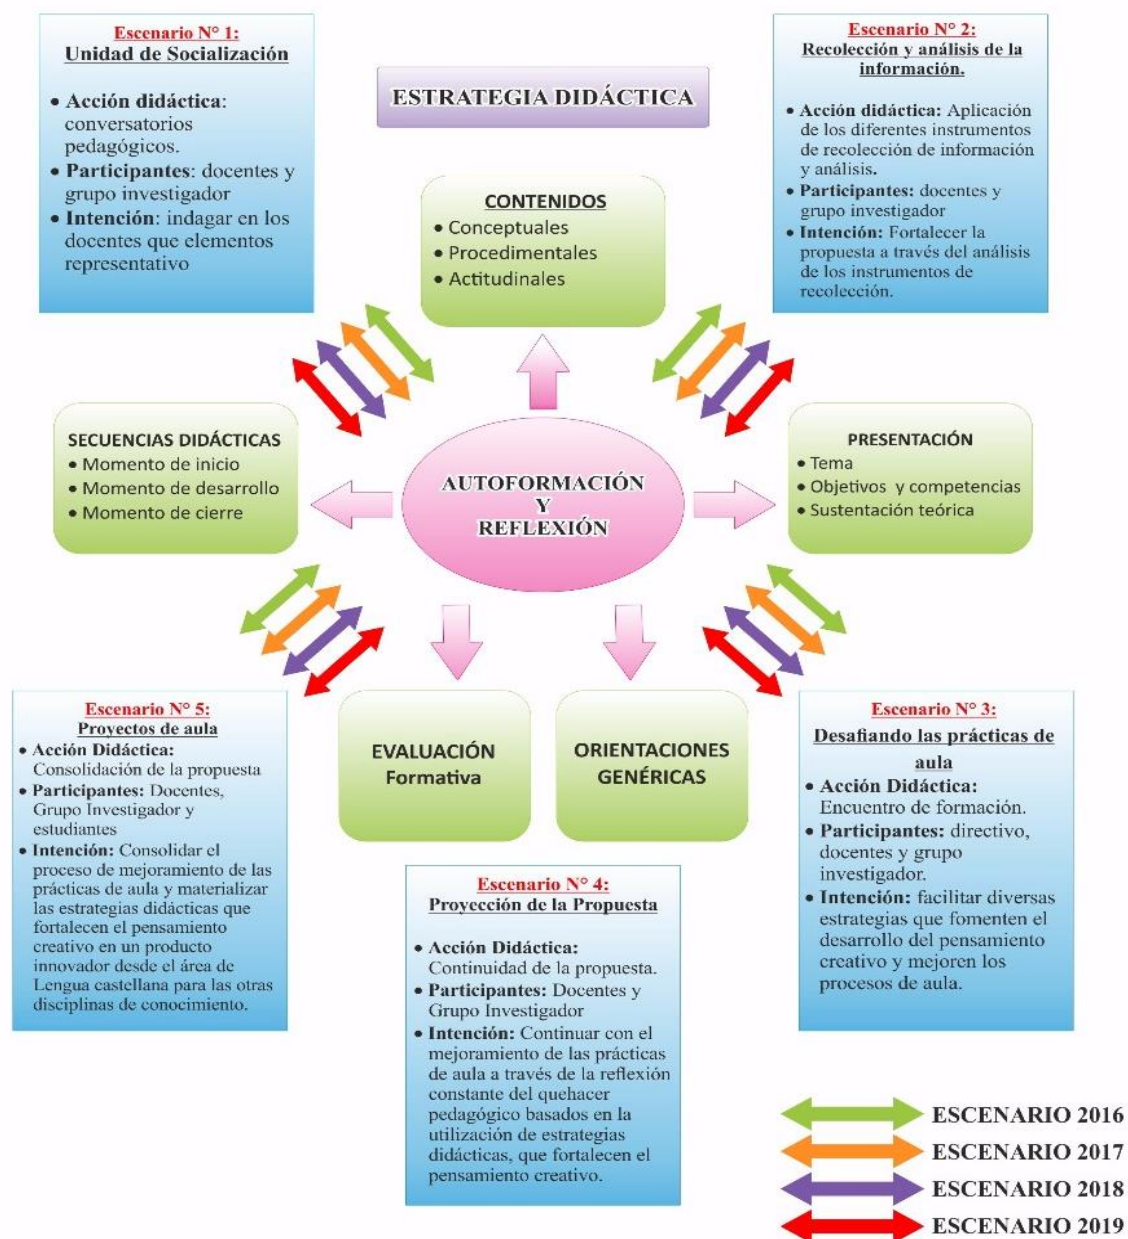 Escenario N° 1:
Unidad de Socialización
• Acción didáctica:
conversatorios
pedagógicos.
• Participantes: docentes y
grupo investigador
• Intención: indagar en los
docentes que elementos
representativo
ESTRATEGIA DIDÁCTICA
Escenario N° 2:
Recolección y análisis de la
información.
• Acción didáctica: Aplicación
de los diferentes instrumentos
de recolección de información
y análisis.
• Participantes: docentes y
grupo investigador
• Intención: Fortalecer la
propuesta a través del análisis
de los instrumentos de
recolección.
CONTENIDOS
• Conceptuales
• Procedimentales
• Actitudinales
SECUENCIAS DIDÁCTICAS
• Momento de inicio
• Momento de desarrollo
• Momento de cierre
AUTOFORMACIÓN
Y
REFLEXIÓN
PRESENTACIÓN
• Tema
• Objetivos y competencias
• Sustentación teórica
Escenario N° 5:
Proyectos de aula
• Acción Didáctica:
Consolidación de la propuesta
• Participantes: Docentes,
Grupo Investigador y
estudiantes
• Intención: Consolidar el
proceso de mejoramiento de las
prácticas de aula y materializar
las estrategias didácticas que
fortalecen el pensamiento
creativo en un producto
innovador desde el área de
Lengua castellana para las otras
disciplinas de conocimiento.
EVALUACIÓN
Formativa
ORIENTACIONES
GENÉRICAS
Escenario N° 3:
Desafiando las prácticas de
aula
• Acción Didáctica:
Encuentro de formación.
• Participantes: directivo,
docentes y grupo
investigador.
• Intención: facilitar diversas
estrategias que fomenten el
desarrollo del pensamiento
creativo y mejoren los
procesos de aula.
Escenario N° 4:
Proyección de la Propuesta
• Acción Didáctica:
Continuidad de la propuesta.
• Participantes: Docentes y
Grupo Investigador
• Intención: Continuar con el
mejoramiento de las prácticas
de aula a través de la reflexión
constante del quehacer
pedagógico basados en la
utilización de estrategias
didácticas, que fortalecen el
pensamiento creativo.
ESCENARIO 2016
ESCENARIO 2017
ESCENARIO 2018
ESCENARIO 2019